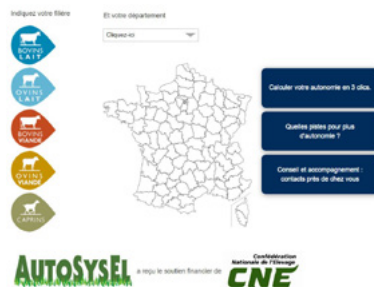 Indiquez votre filière
Et votre département
Cliquez-ici
BOVINS
LAIT
OVINS
LAIT
BOVINS
VIANDE
OVINS
VIANDE
CAPRINS
Calculer votre autonomie en 3 clics.
Quelles pistes pour plus
d'autonomie ?
Conseil et accompagnement :
contacts près de chez vous
AUTOSYSEL
a reçu le soutien financier de
Confédération
Nationale de l'Elevage
CNE